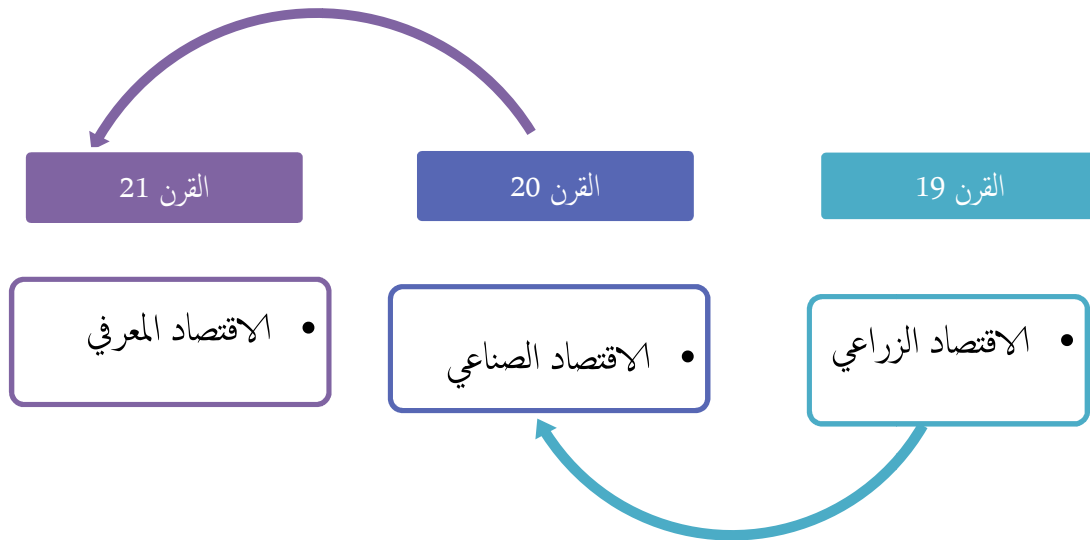 القرن 19
القرن 20
القرن 21
• الاقتصاد الزراعي
• الاقتصاد الصناعي
• الاقتصاد المعرفي